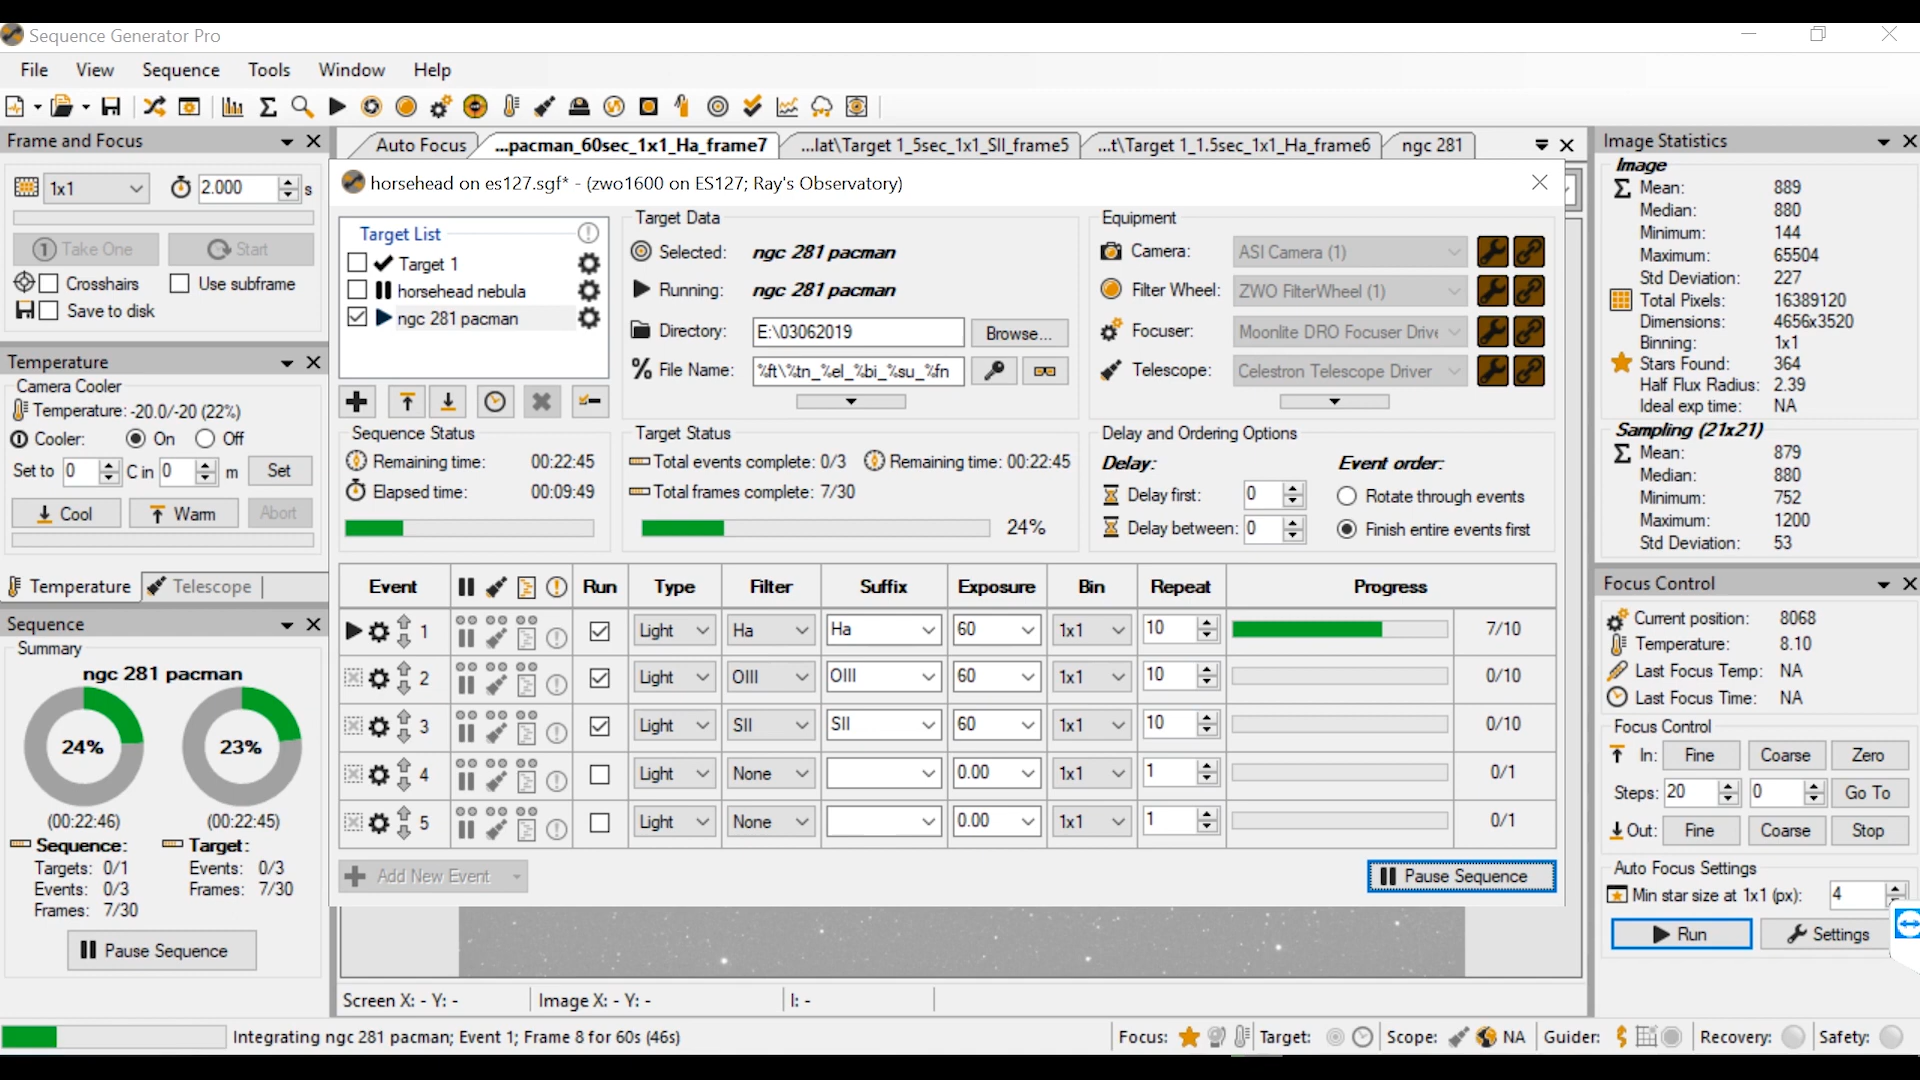 Sequence Generator Pro
File View Sequence Tools Window Help
Frame and Focus
1x1 2.000 s
1 Take One Start
Crosshairs Use subframe
Save to disk
Temperature
Camera Cooler
Temperature: -20.0/-20 (22%)
Cooler: On Off
Set to 0 C in 0 m Set
Cool Warm Abort
Temperature Telescope
Sequence
Summary
ngc 281 pacman
24% 23%
(00:22:46) (00:22:45)
Sequence: Target:
Targets: 0/1 Events: 0/3
Events: 0/3 Frames: 7/30
Frames: 7/30
Pause Sequence
Auto Focus ...pacman_60sec_1x1_Ha_frame7 ...lat\Target 1_5sec_1x1_SII_frame5 ...t\Target 1_1.5sec_1x1_Ha_frame6 ngc 281
horsehead on es127.sgf* - (zwo1600 on ES127; Ray's Observatory)
Target List
Target 1
horsehead nebula
ngc 281 pacman
Target Data
Selected: ngc 281 pacman
Running: ngc 281 pacman
Directory: E:\03062019 Browse...
% File Name: %ft\%tn_%el_%bi_%su_%fn
Equipment
Camera: ASI Camera (1)
Filter Wheel: ZWO FilterWheel (1)
Focuser: Moonlite DRO Focuser Drive
Telescope: Celestron Telescope Driver
Sequence Status
Remaining time: 00:22:45
Elapsed time: 00:09:49
Target Status
Total events complete: 0/3 Remaining time: 00:22:45
Total frames complete: 7/30
24%
Delay and Ordering Options
Delay: Event order:
Delay first: 0 Rotate through events
Delay between: 0 Finish entire events first
Event Run Type Filter Suffix Exposure Bin Repeat Progress
1 Light Ha Ha 60 1x1 10 7/10
2 Light OIII OIII 60 1x1 10 0/10
3 Light SII SII 60 1x1 10 0/10
4 Light None 0.00 1x1 1 0/1
5 Light None 0.00 1x1 1 0/1
Add New Event Pause Sequence
Screen X: - Y: - Image X: - Y: - I: -
Image Statistics
Image
Mean: 889
Median: 880
Minimum: 144
Maximum: 65504
Std Deviation: 227
Total Pixels: 16389120
Dimensions: 4656x3520
Binning: 1x1
Stars Found: 364
Half Flux Radius: 2.39
Ideal exp time: NA
Sampling (21x21)
Mean: 879
Median: 880
Minimum: 752
Maximum: 1200
Std Deviation: 53
Focus Control
Current position: 8068
Temperature: 8.10
Last Focus Temp: NA
Last Focus Time: NA
Focus Control
In: Fine Coarse Zero
Steps: 20 0 Go To
Out: Fine Coarse Stop
Auto Focus Settings
Min star size at 1x1 (px): 4
Run Settings
Integrating ngc 281 pacman; Event 1; Frame 8 for 60s (46s) Focus: Target: Scope: NA Guider: Recovery: Safety: